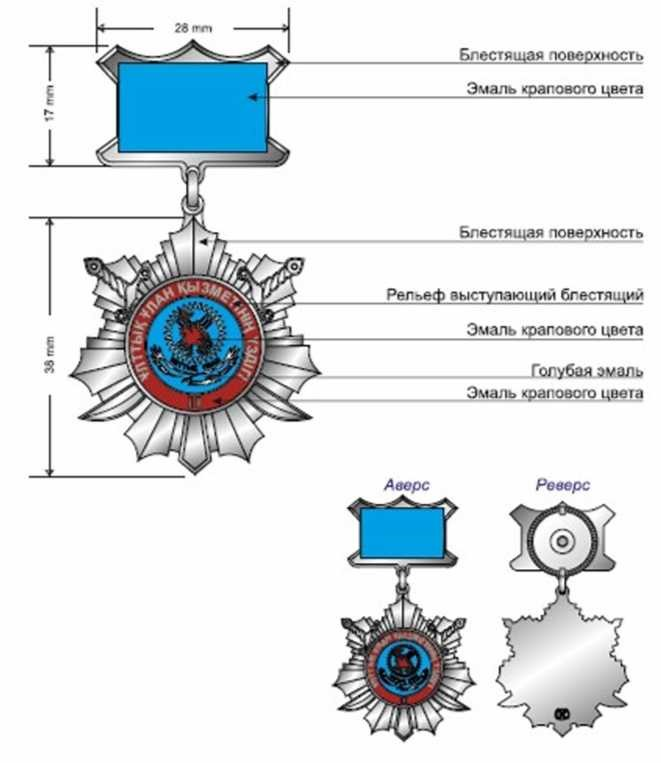 28 mm
Блестящая поверхность
Эмаль крапового цвета
17 mm
Блестящая поверхность
Рельеф выступающий блестящий
Эмаль крапового цвета
Голубая эмаль
Эмаль крапового цвета
38 mm
ҰЛТТЫҚ ҰЛАН ҚЫЗМЕТІНІҢ ҮЗДІГІ
II
Аверс
Реверс